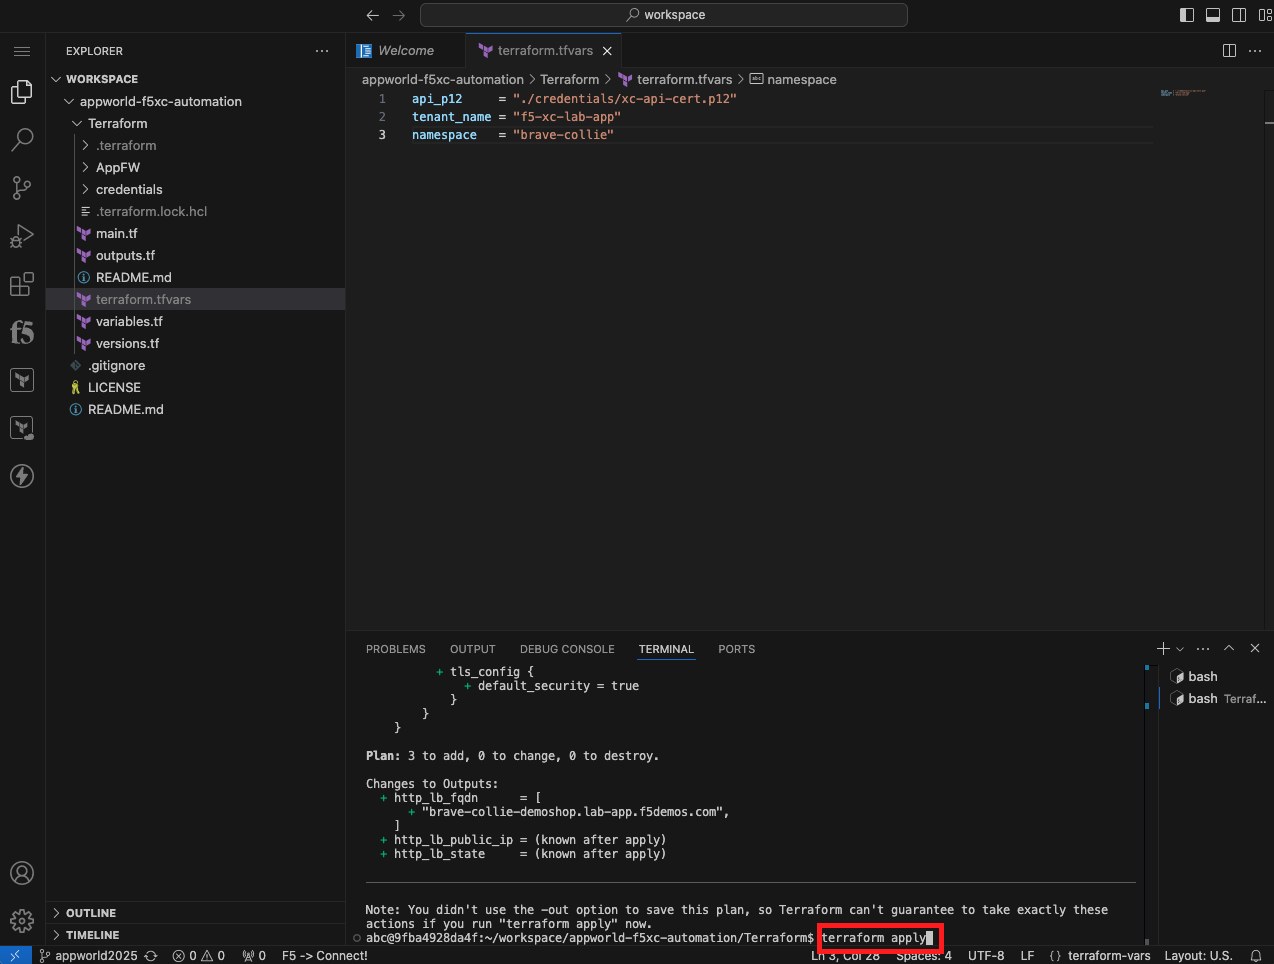 workspace
EXPLORER
Welcome
terraform.tfvars
WORKSPACE
appworld-f5xc-automation
Terraform
.terraform
AppFW
credentials
.terraform.lock.hcl
main.tf
outputs.tf
README.md
terraform.tfvars
variables.tf
versions.tf
.gitignore
LICENSE
README.md
f5
OUTLINE
TIMELINE
appworld-f5xc-automation > Terraform > terraform.tfvars > abc namespace
1 api_p12 = "./credentials/xc-api-cert.p12"
2 tenant_name = "f5-xc-lab-app"
3 namespace = "brave-collie"
PROBLEMS OUTPUT DEBUG CONSOLE TERMINAL PORTS
+ tls_config {
+ default_security = true
}
}
}
Plan: 3 to add, 0 to change, 0 to destroy.
Changes to Outputs:
+ http_lb_fqdn = [
+ "brave-collie-demoshop.lab-app.f5demos.com",
]
+ http_lb_public_ip = (known after apply)
+ http_lb_state = (known after apply)
Note: You didn't use the -out option to save this plan, so Terraform can't guarantee to take exactly these
actions if you run "terraform apply" now.
abc@9fba4928da4f:~/workspace/appworld-f5xc-automation/Terraform$ terraform apply
bash
bash Terraf...
appworld2025 0 0 0 F5 -> Connect! Ln 3, Col 28 Spaces: 4 UTF-8 LF {} terraform-vars Layout: U.S.